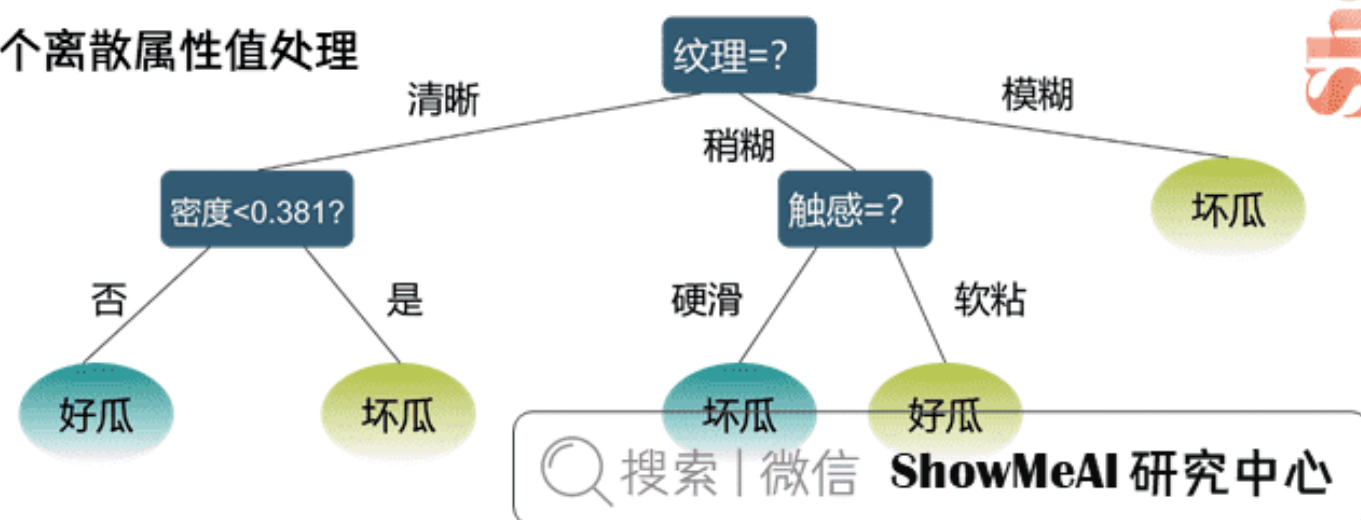 个离散属性值处理
纹理=？
清晰
稍糊
模糊
密度<0.381?
触感=？
坏瓜
否
是
硬滑
软粘
好瓜
坏瓜
坏瓜
好瓜
搜索 | 微信 ShowMeAI 研究中心